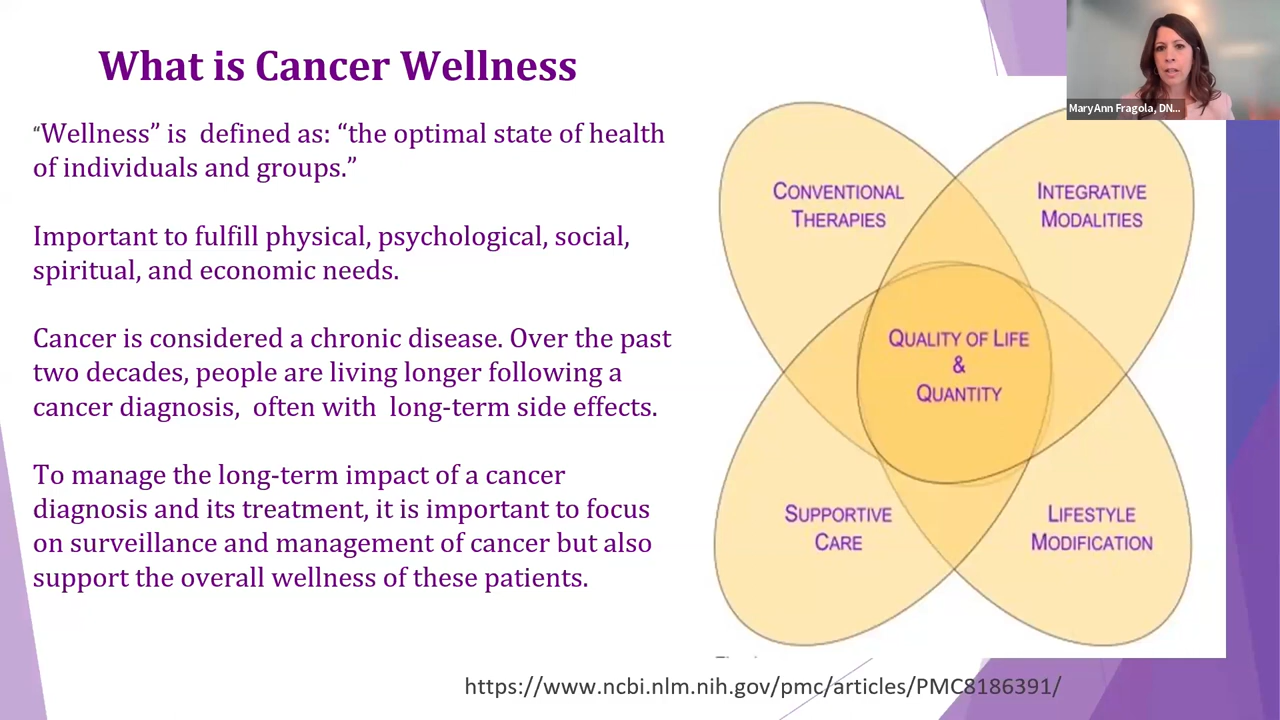 What is Cancer Wellness
“Wellness” is defined as: “the optimal state of health
of individuals and groups.”
Important to fulfill physical, psychological, social,
spiritual, and economic needs.
Cancer is considered a chronic disease. Over the past
two decades, people are living longer following a
cancer diagnosis, often with long-term side effects.
To manage the long-term impact of a cancer
diagnosis and its treatment, it is important to focus
on surveillance and management of cancer but also
support the overall wellness of these patients.
MaryAnn Fragola, DN...
CONVENTIONAL
THERAPIES
INTEGRATIVE
MODALITIES
QUALITY OF LIFE
&
QUANTITY
SUPPORTIVE
CARE
LIFESTYLE
MODIFICATION
https://www.ncbi.nlm.nih.gov/pmc/articles/PMC8186391/